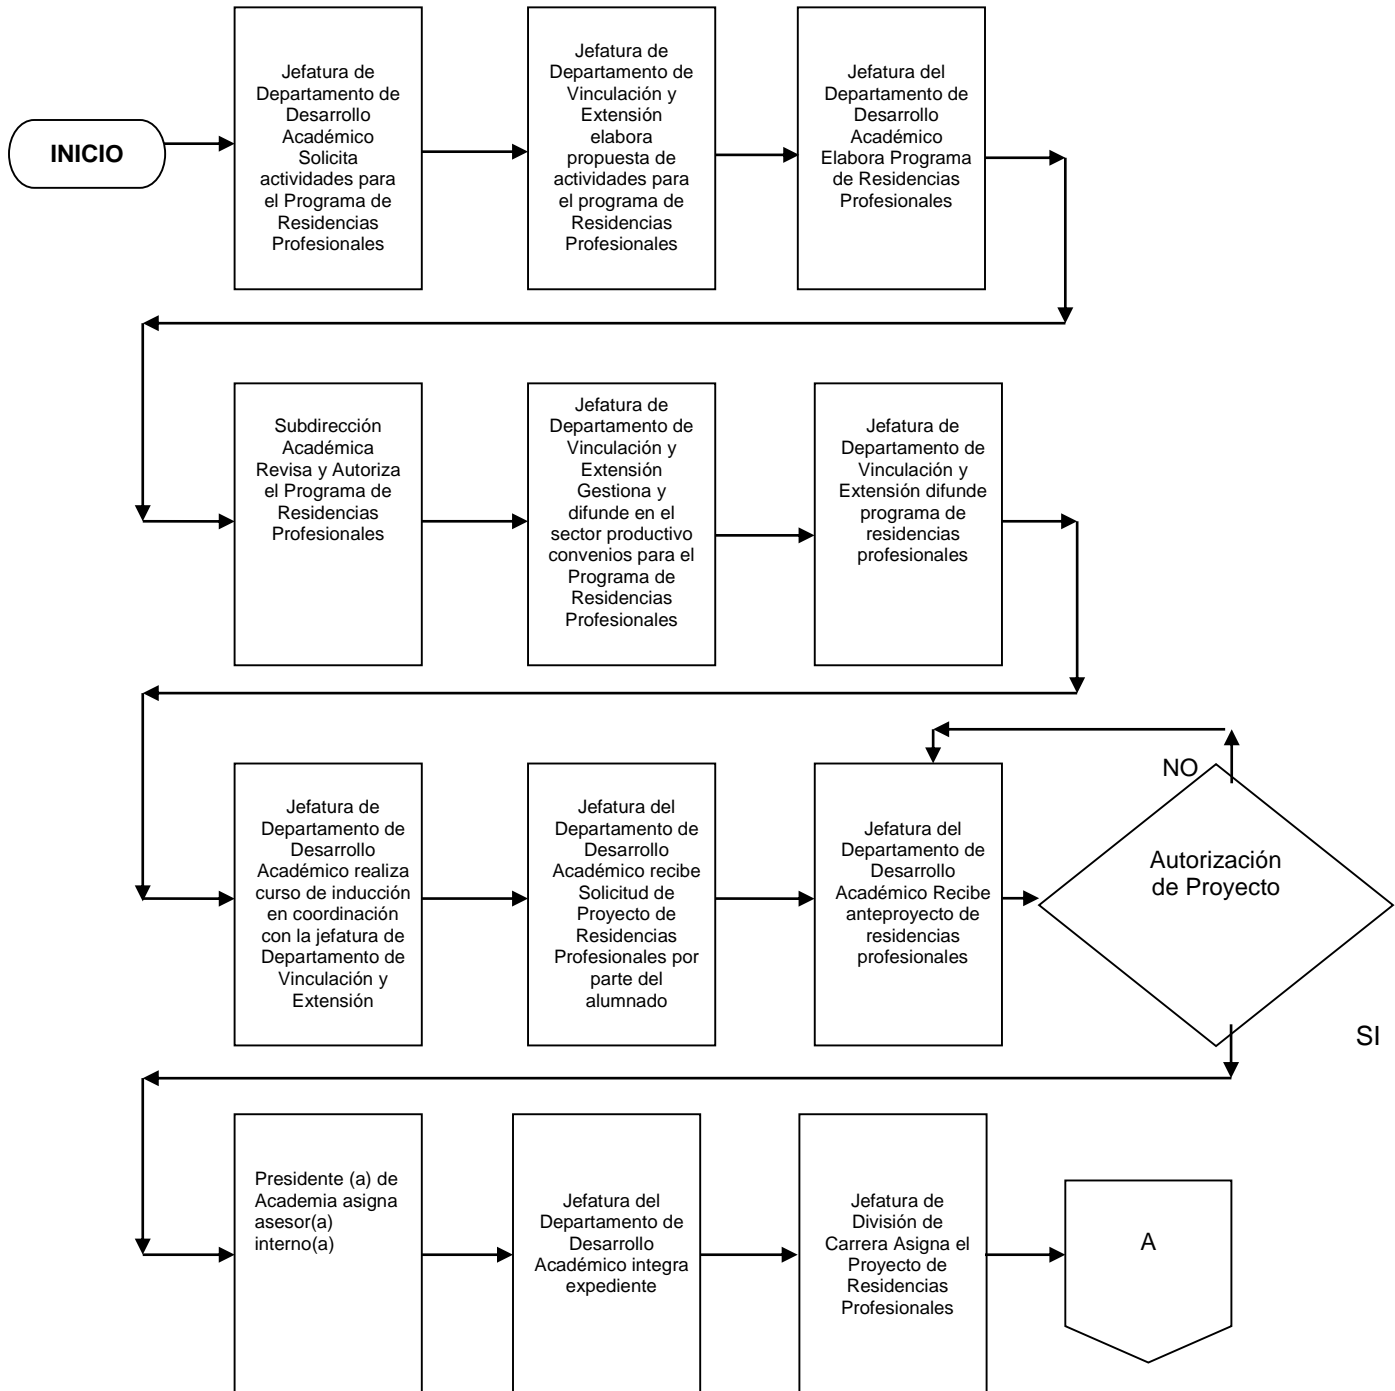 INICIO
Jefatura de
Departamento de
Desarrollo
Académico
Solicita
actividades para
el Programa de
Residencias
Profesionales
Jefatura de
Departamento de
Vinculación y
Extensión
elabora
propuesta de
actividades para
el programa de
Residencias
Profesionales
Jefatura del
Departamento de
Desarrollo
Académico
Elabora Programa
de Residencias
Profesionales
Subdirección
Académica
Revisa y Autoriza
el Programa de
Residencias
Profesionales
Jefatura de
Departamento de
Vinculación y
Extensión
Gestiona y
difunde en el
sector productivo
convenios para el
Programa de
Residencias
Profesionales
Jefatura de
Departamento de
Vinculación y
Extensión difunde
programa de
residencias
profesionales
Jefatura de
Departamento de
Desarrollo
Académico realiza
curso de inducción
en coordinación
con la jefatura de
Departamento de
Vinculación y
Extensión
Jefatura del
Departamento de
Desarrollo
Académico recibe
Solicitud de
Proyecto de
Residencias
Profesionales por
parte del
alumnado
Jefatura del
Departamento de
Desarrollo
Académico Recibe
anteproyecto de
residencias
profesionales
NO
Autorización
de Proyecto
SI
Presidente (a) de
Academia asigna
asesor(a)
interno(a)
Jefatura del
Departamento de
Desarrollo
Académico integra
expediente
Jefatura de
División de
Carrera Asigna el
Proyecto de
Residencias
Profesionales
A